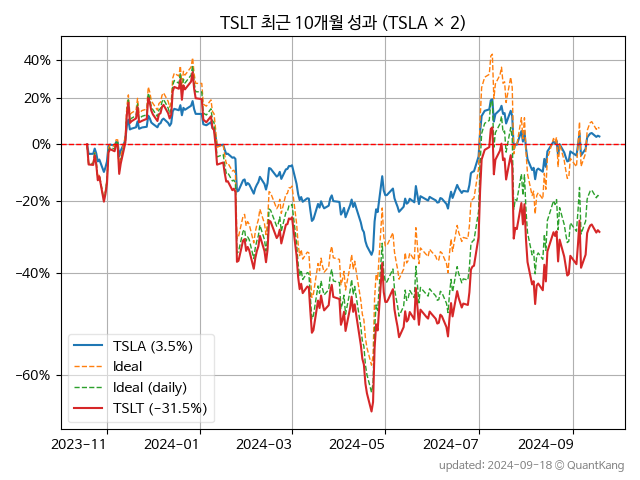 TSLT 최근 10개월 성과 (TSLA × 2)
40%
20%
0%
−20%
−40%
−60%
TSLA (3.5%)
Ideal
Ideal (daily)
TSLT (−31.5%)
2023−11 2024−01 2024−03 2024−05 2024−07 2024−09
updated: 2024-09-18 © QuantKang